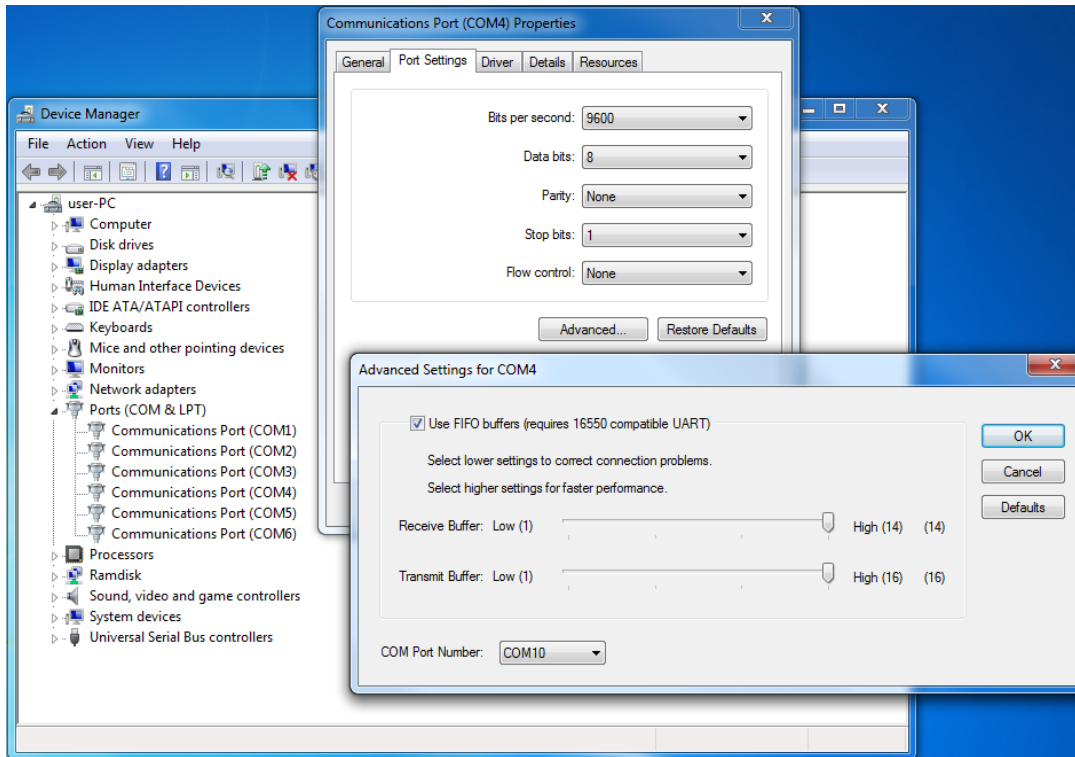 Communications Port (COM4) Properties
General Port Settings Driver Details Resources
Bits per second: 9600
Data bits: 8
Parity: None
Stop bits: 1
Flow control: None
Advanced... Restore Defaults
Device Manager
File Action View Help
user-PC
Computer
Disk drives
Display adapters
Human Interface Devices
IDE ATA/ATAPI controllers
Keyboards
Mice and other pointing devices
Monitors
Network adapters
Ports (COM & LPT)
Communications Port (COM1)
Communications Port (COM2)
Communications Port (COM3)
Communications Port (COM4)
Communications Port (COM5)
Communications Port (COM6)
Processors
Ramdisk
Sound, video and game controllers
System devices
Universal Serial Bus controllers
Advanced Settings for COM4
Use FIFO buffers (requires 16550 compatible UART)
Select lower settings to correct connection problems.
Select higher settings for faster performance.
Receive Buffer: Low (1) High (14) (14)
Transmit Buffer: Low (1) High (16) (16)
COM Port Number: COM10
OK
Cancel
Defaults